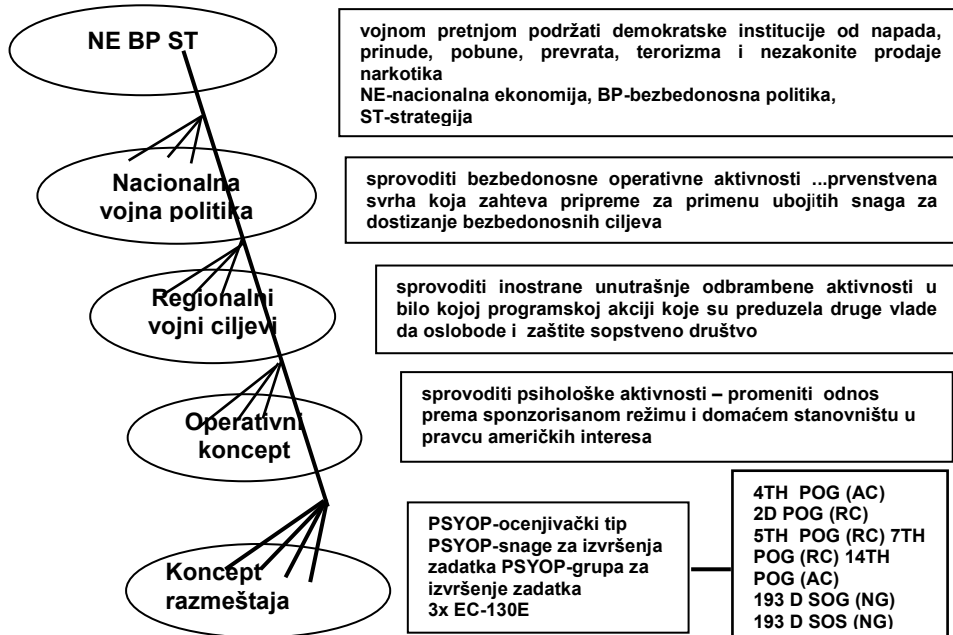 NE BP ST
vojnom pretnjom podržati demokratske institucije od napada,
prinude, pobune, prevrata, terorizma i nezakonite prodaje
narkotika
NE-nacionalna ekonomija, BP-bezbedonosna politika,
ST-strategija
Nacionalna
vojna politika
sprovoditi bezbedonosne operativne aktivnosti ...prvenstvena
svrha koja zahteva pripreme za primenu ubojitih snaga za
dostizanje bezbedonosnih ciljeva
Regionalni
vojni ciljevi
sprovoditi inostrane unutrašnje odbrambene aktivnosti u
bilo kojoj programskoj akciji koje su preduzela druge vlade
da oslobode i zaštite sopstveno društvo
Operativni
koncept
sprovoditi psihološke aktivnosti – promeniti odnos
prema sponzorisanom režimu i domaćem stanovništu u
pravcu američkih interesa
Koncept
razmeštaja
PSYOP-ocenjivački tip
PSYOP-snage za izvršenja
zadatka PSYOP-grupa za
izvršenje zadatka
3x EC-130E
4TH POG (AC)
2D POG (RC)
5TH POG (RC) 7TH
POG (RC) 14TH
POG (AC)
193 D SOG (NG)
193 D SOS (NG)